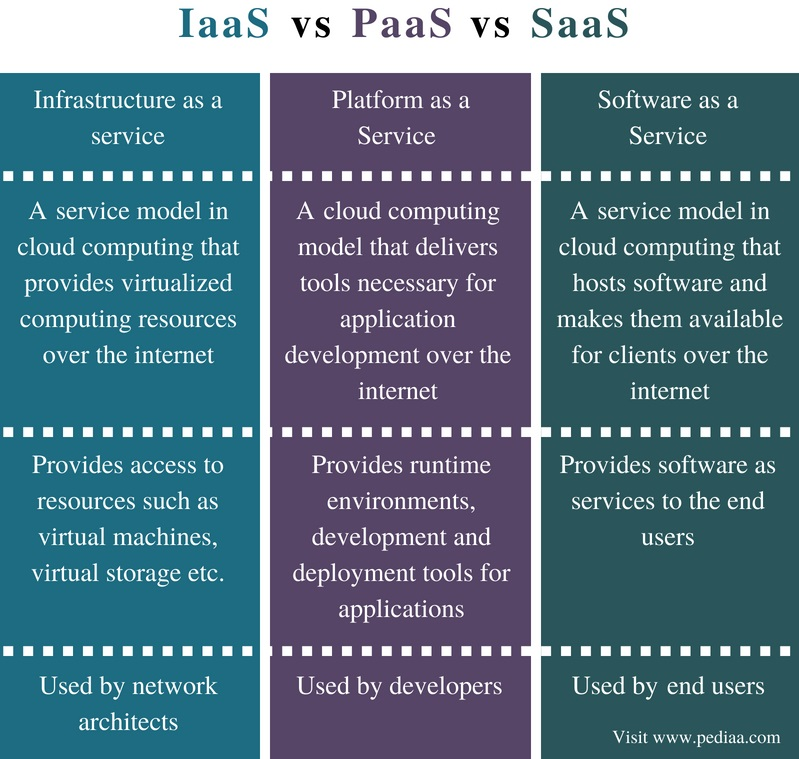 IaaS vs PaaS vs SaaS
Infrastructure as a
service
A service model in
cloud computing that
provides virtualized
computing resources
over the internet
Provides access to
resources such as
virtual machines,
virtual storage etc.
Used by network
architects
Platform as a
Service
A cloud computing
model that delivers
tools necessary for
application
development over the
internet
Provides runtime
environments,
development and
deployment tools for
applications
Used by developers
Software as a
Service
A service model in
cloud computing that
hosts software and
makes them available
for clients over the
internet
Provides software as
services to the end
users
Used by end users
Visit www.pediaa.com